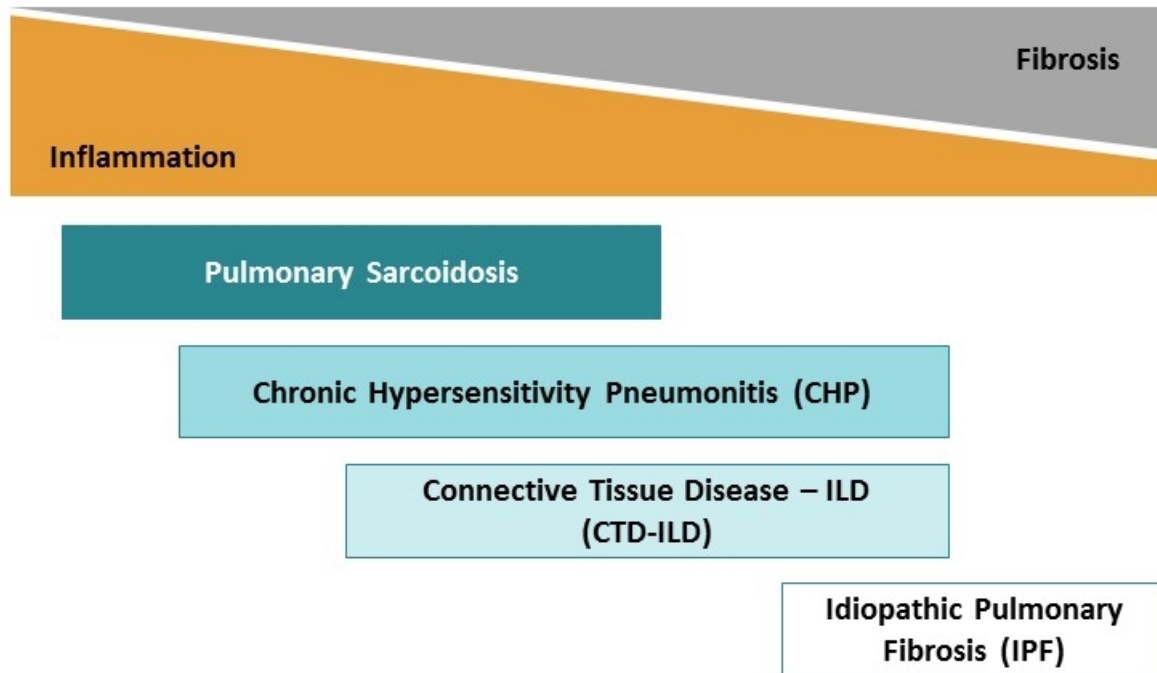 Fibrosis
Inflammation
Pulmonary Sarcoidosis
Chronic Hypersensitivity Pneumonitis (CHP)
Connective Tissue Disease – ILD
(CTD-ILD)
Idiopathic Pulmonary
Fibrosis (IPF)